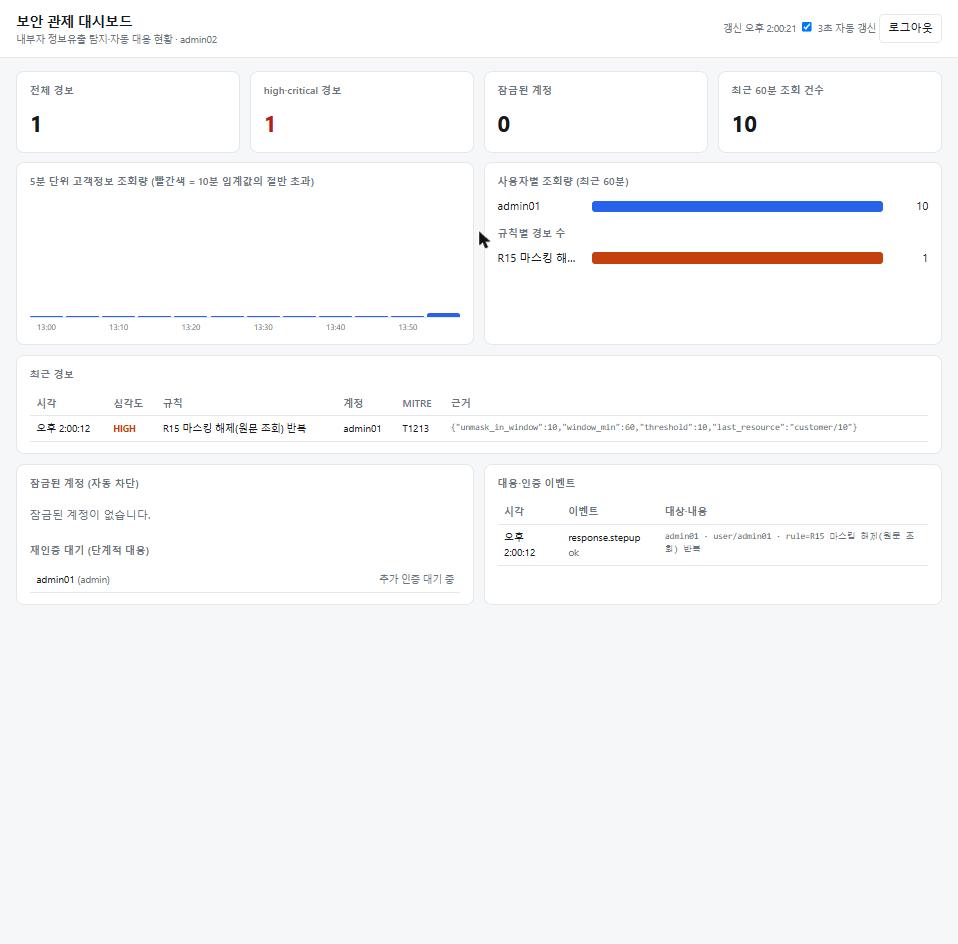 보안 관제 대시보드
내부자 정보유출 탐지·자동 대응 현황 · admin02
갱신 오후 2:00:21 3초 자동 갱신 로그아웃
전체 경보
1
high·critical 경보
1
잠금된 계정
0
최근 60분 조회 건수
10
5분 단위 고객정보 조회량 (빨간색 = 10분 임계값의 절반 초과)
13:00 13:10 13:20 13:30 13:40 13:50
사용자별 조회량 (최근 60분)
admin01 10
규칙별 경보 수
R15 마스킹 해... 1
최근 경보
시각 심각도 규칙 계정 MITRE 근거
오후 2:00:12 HIGH R15 마스킹 해제(원문 조회) 반복 admin01 T1213 {"unmask_in_window":10,"window_min":60,"threshold":10,"last_resource":"customer/10"}
잠금된 계정 (자동 차단)
잠금된 계정이 없습니다.
재인증 대기 (단계적 대응)
admin01 (admin) 추가 인증 대기 중
대응·인증 이벤트
시각 이벤트 대상·내용
오후 response.stepup admin01 · user/admin01 · rule=R15 마스킹 해제(원문 조
2:00:12 ok 회) 반복